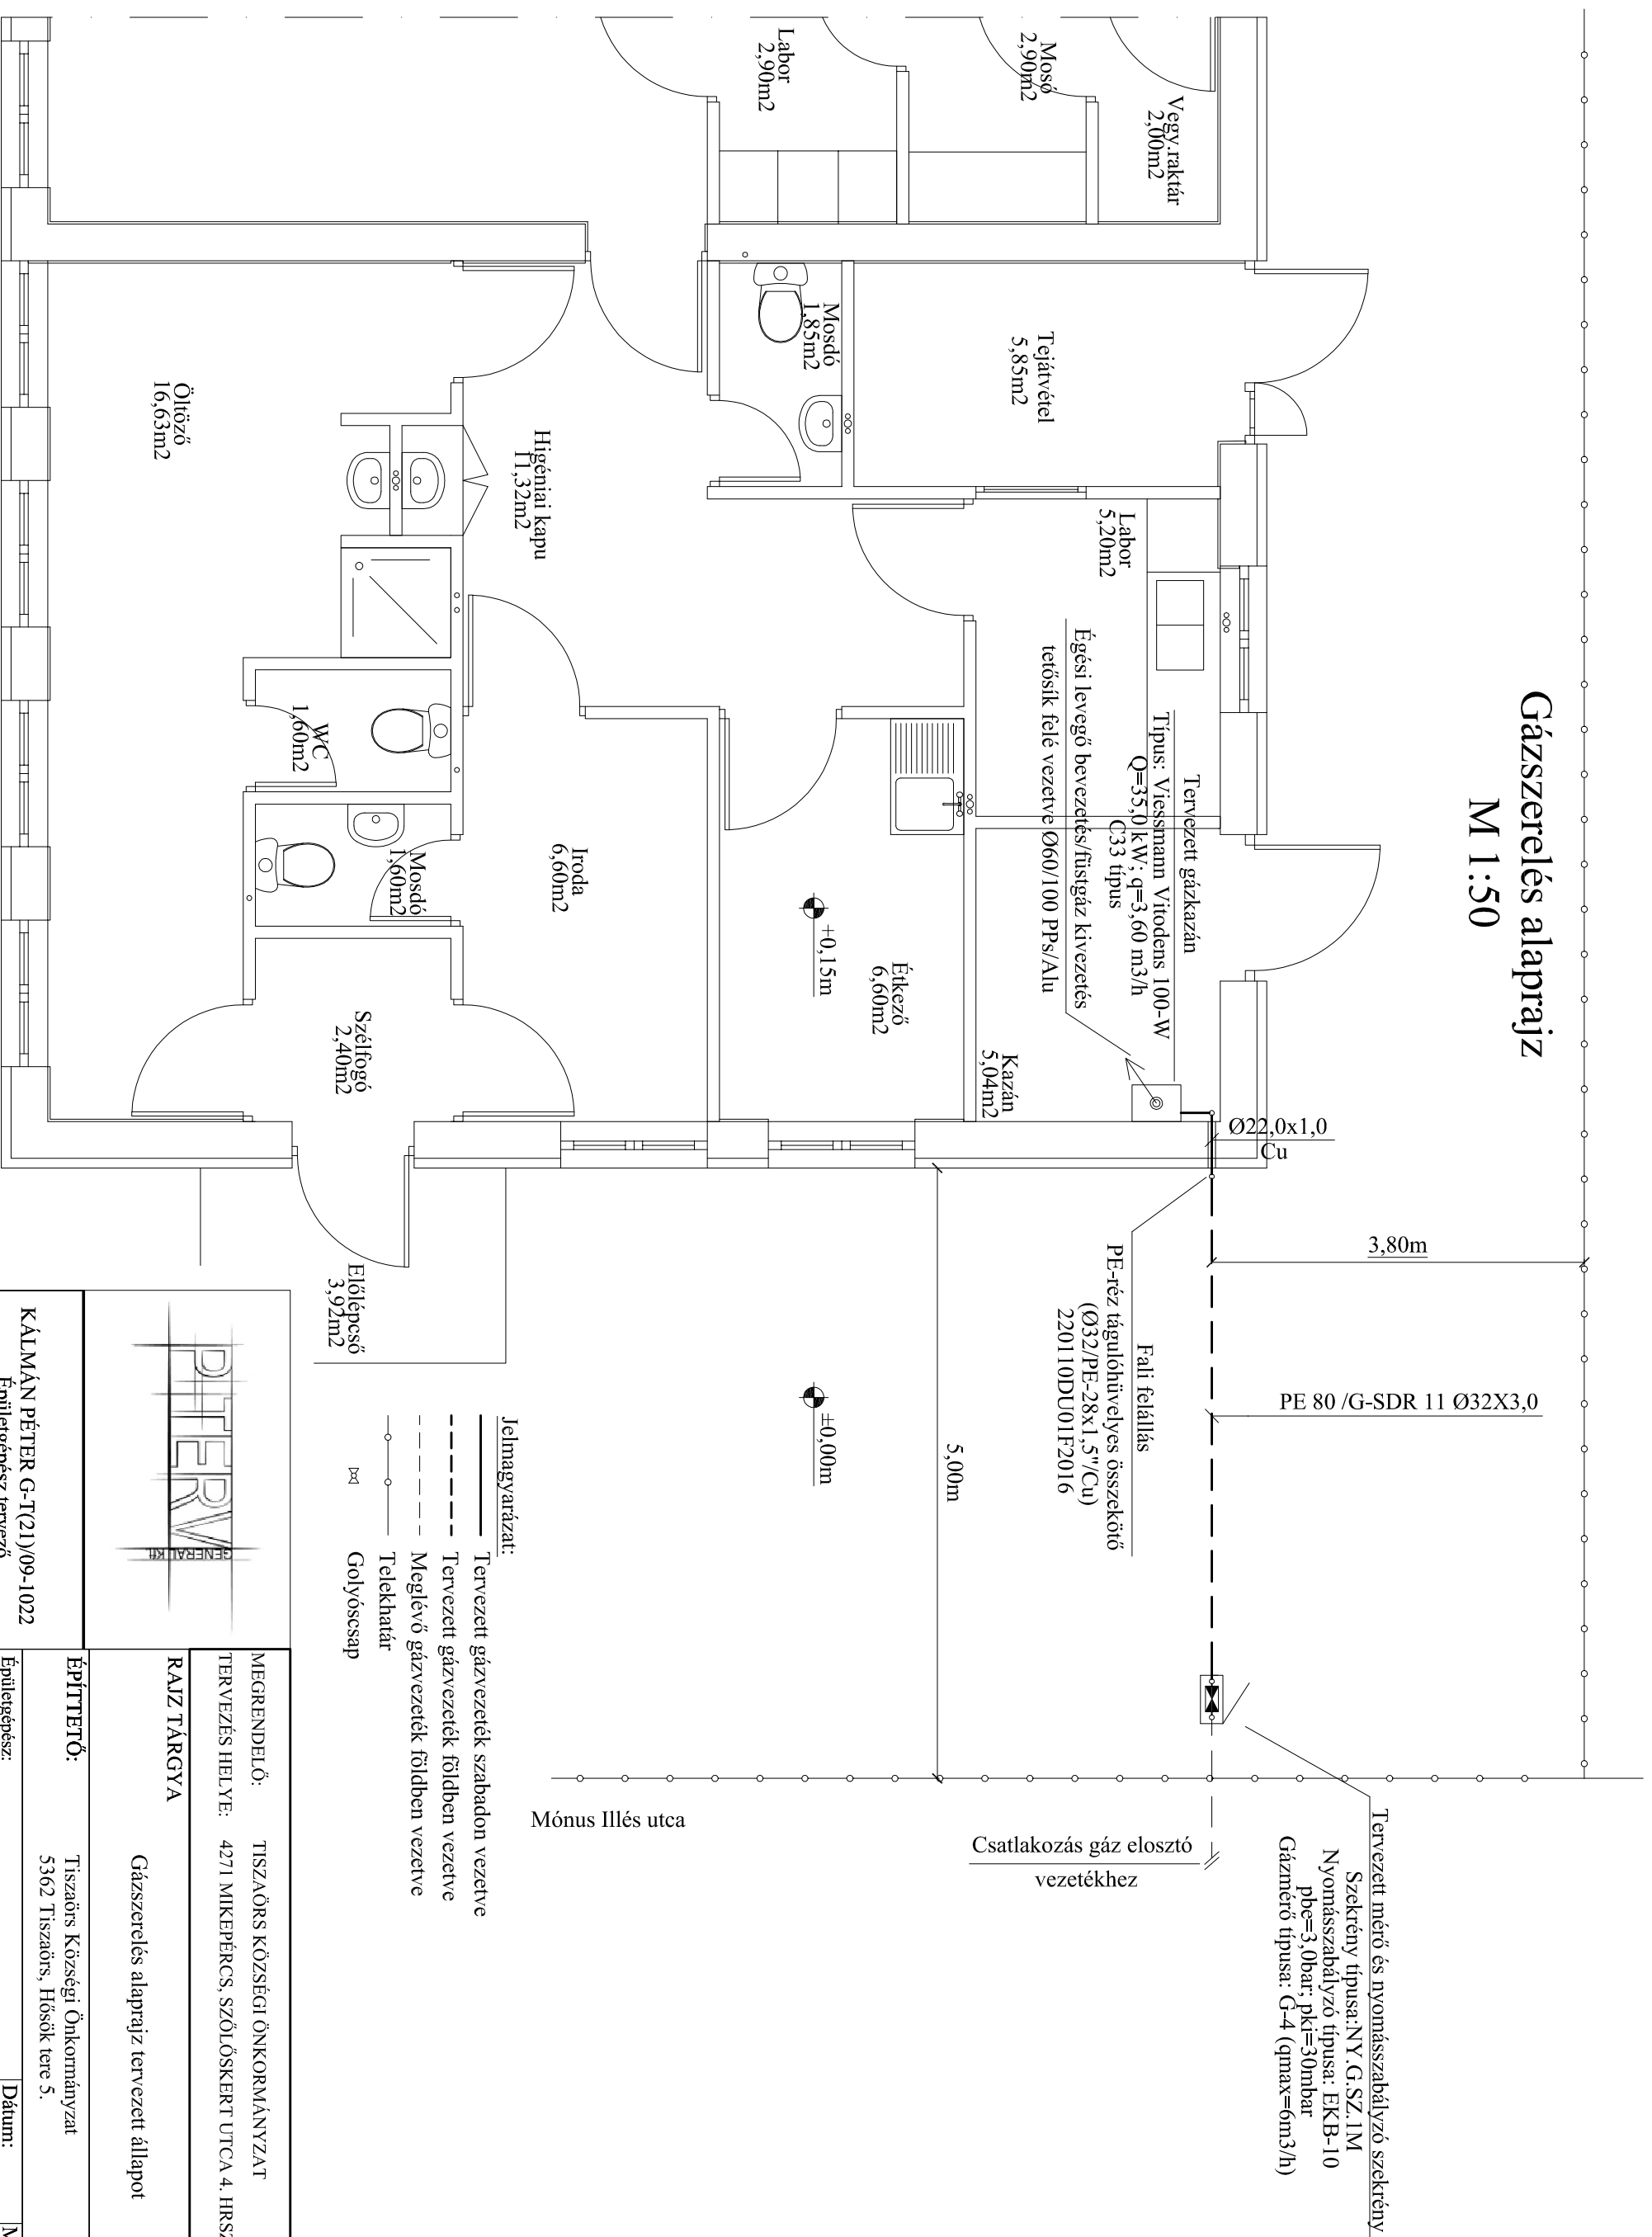 Gázszerelés alaprajz
M 1:50
Labor
2,90m2
Mosó
2,90m2
Vegy.raktár
2,00m2
Mosdó
1,85m2
Tejátvétel
5,85m2
Öltöző
16,63m2
Higéniai kapu
11,32m2
Labor
5,20m2
Égési levegő bevezetés/füstgáz kivezetés
tetősík felé vezetve Ø60/100 PPs/Alu
Tervezett gázkazán
Típus: Viessmann Vitodens 100-W
Q=35,0 kW; q=3,60 m3/h
C33 típus
WC
1,60m2
Mosdó
1,60m2
Iroda
6,60m2
+0,15m
Étkező
6,60m2
Szélfogó
2,40m2
Kazán
5,04m2
Ø22,0x1,0
Cu
3,80m
PE 80 /G-SDR 11 Ø32X3,0
Fali felállás
PE-réz tágulóhüvelyes összekötő
(Ø32/PE-28x1,5"/Cu)
220110DU01F2016
Előlépcső
3,92m2
±0,00m
5,00m
Jelmagyarázat:
Tervezett gázvezeték szabadon vezetve
Tervezett gázvezeték földben vezetve
Meglévő gázvezeték földben vezetve
Telekhatár
Golyóscsap
Mónus Illés utca
Csatlakozás gáz elosztó
vezetékhez
Tervezett mérő és nyomásszabályzó szekrény
Szekrény típusa:NY.G.SZ.1M
Nyomásszabályzó típusa: EKB-10
pbe=3,0bar; pki=30mbar
Gázmérő típusa: G-4 (qmax=6m3/h)
PTERV
GENERAL Kft.
KÁLMÁN PÉTER G-T(21)/09-1022
Épületgépész tervező
MEGRENDELŐ: TISZAÖRS KÖZSÉGI ÖNKORMÁNYZAT
TERVEZÉS HELYE: 4271 MIKEPÉRCS, SZŐLŐSKERT UTCA 4. HRSZ
RAJZ TÁRGYA
Gázszerelés alaprajz tervezett állapot
ÉPÍTTETŐ:
Tiszaörs Községi Önkormányzat
5362 Tiszaörs, Hősök tere 5.
Épületgépész:
Dátum: